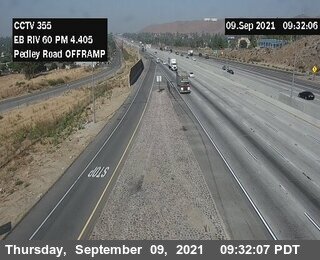 CCTV 355
EB RIV 60 PM 4.405
Pedley Road OFFRAMP
09.Sep 2021 09:32:06
STOP
Thursday, September 09, 2021 09:32:07 PDT